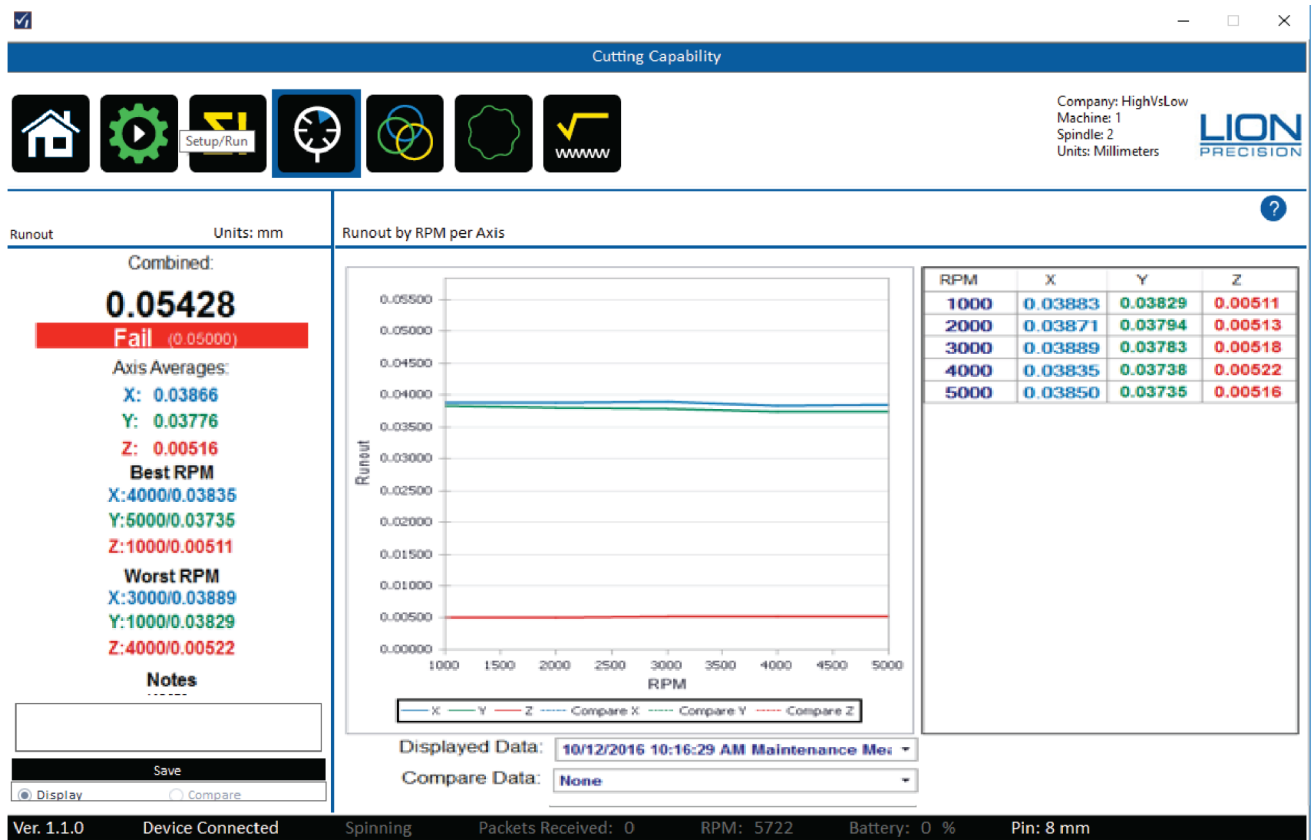 Cutting Capability
Setup/Run
Company: HighVsLow
Machine: 1
Spindle: 2
Units: Millimeters
LION
PRECISION
?
Runout Units: mm
Runout by RPM per Axis
Combined:
0.05428
Fail (0.05000)
Axis Averages:
X: 0.03866
Y: 0.03776
Z: 0.00516
Best RPM
X:4000/0.03835
Y:5000/0.03735
Z:1000/0.00511
Worst RPM
X:3000/0.03889
Y:1000/0.03829
Z:4000/0.00522
Notes
Save
Display Compare
0.05500
0.05000
0.04500
0.04000
0.03500
0.03000
0.02500
0.02000
0.01500
0.01000
0.00500
0.00000
Runout
1000 1500 2000 2500 3000 3500 4000 4500 5000
RPM
X Y Z Compare X Compare Y Compare Z
Displayed Data: 10/12/2016 10:16:29 AM Maintenance Mea
Compare Data: None
RPM X Y Z
1000 0.03883 0.03829 0.00511
2000 0.03871 0.03794 0.00513
3000 0.03889 0.03783 0.00518
4000 0.03835 0.03738 0.00522
5000 0.03850 0.03735 0.00516
Ver. 1.1.0 Device Connected Spinning Packets Received: 0 RPM: 5722 Battery: 0 % Pin: 8 mm